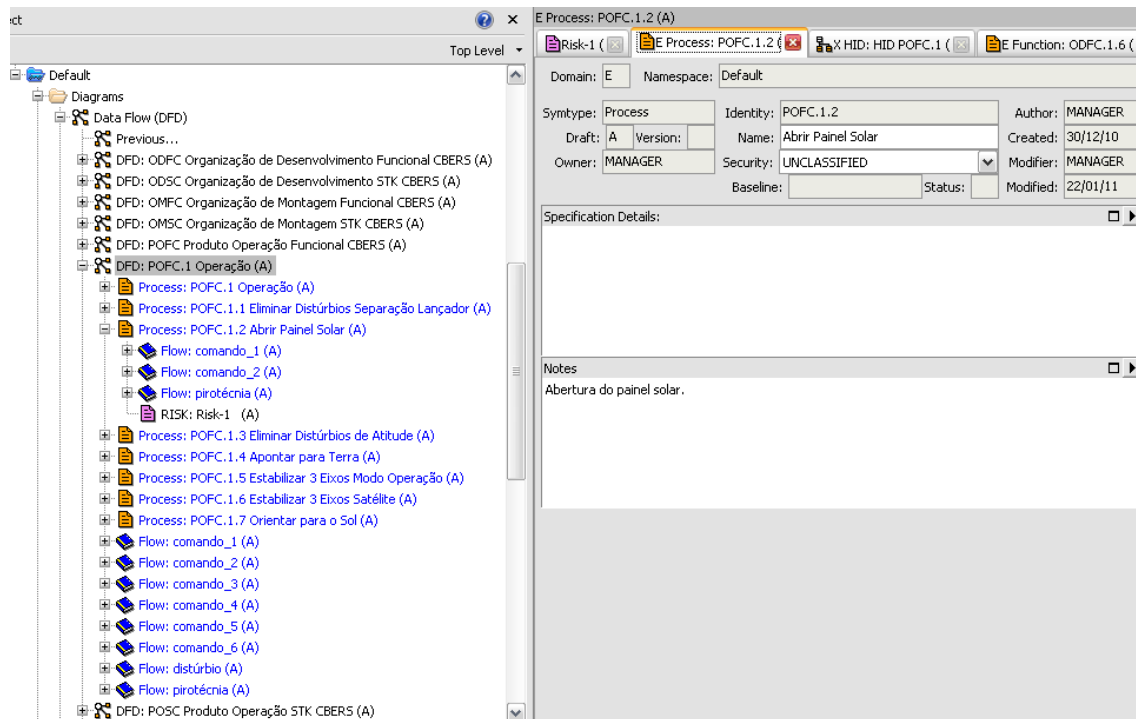 ect
Top Level
Default
Diagrams
Data Flow (DFD)
Previous...
DFD: ODFC Organização de Desenvolvimento Funcional CBERS (A)
DFD: ODSC Organização de Desenvolvimento STK CBERS (A)
DFD: OMFC Organização de Montagem Funcional CBERS (A)
DFD: OMSC Organização de Montagem STK CBERS (A)
DFD: POFC Produto Operação Funcional CBERS (A)
DFD: POFC.1 Operação (A)
Process: POFC.1 Operação (A)
Process: POFC.1.1 Eliminar Distúrbios Separação Lançador (A)
Process: POFC.1.2 Abrir Painel Solar (A)
Flow: comando_1 (A)
Flow: comando_2 (A)
Flow: pirotécnia (A)
RISK: Risk-1 (A)
Process: POFC.1.3 Eliminar Distúrbios de Atitude (A)
Process: POFC.1.4 Apontar para Terra (A)
Process: POFC.1.5 Estabilizar 3 Eixos Modo Operação (A)
Process: POFC.1.6 Estabilizar 3 Eixos Satélite (A)
Process: POFC.1.7 Orientar para o Sol (A)
Flow: comando_1 (A)
Flow: comando_2 (A)
Flow: comando_3 (A)
Flow: comando_4 (A)
Flow: comando_5 (A)
Flow: comando_6 (A)
Flow: distúrbio (A)
Flow: pirotécnia (A)
DFD: POSC Produto Operação STK CBERS (A)
E Process: POFC.1.2 (A)
Risk-1 ( E Process: POFC.1.2 ( X HID: HID POFC.1 ( E Function: ODFC.1.6 (
Domain: E Namespace: Default
Symtype: Process Identity: POFC.1.2 Author: MANAGER
Draft: A Version: Name: Abrir Painel Solar Created: 30/12/10
Owner: MANAGER Security: UNCLASSIFIED Modifier: MANAGER
Baseline: Status: Modified: 22/01/11
Specification Details:
Notes
Abertura do painel solar.